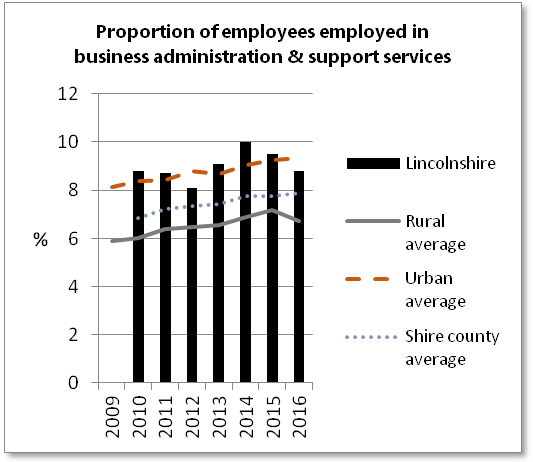 Proportion of employees employed in
business administration & support services
12
10
8
6
4
2
0
%
2009
2010
2011
2012
2013
2014
2015
2016
Lincolnshire
Rural
average
Urban
average
Shire county
average